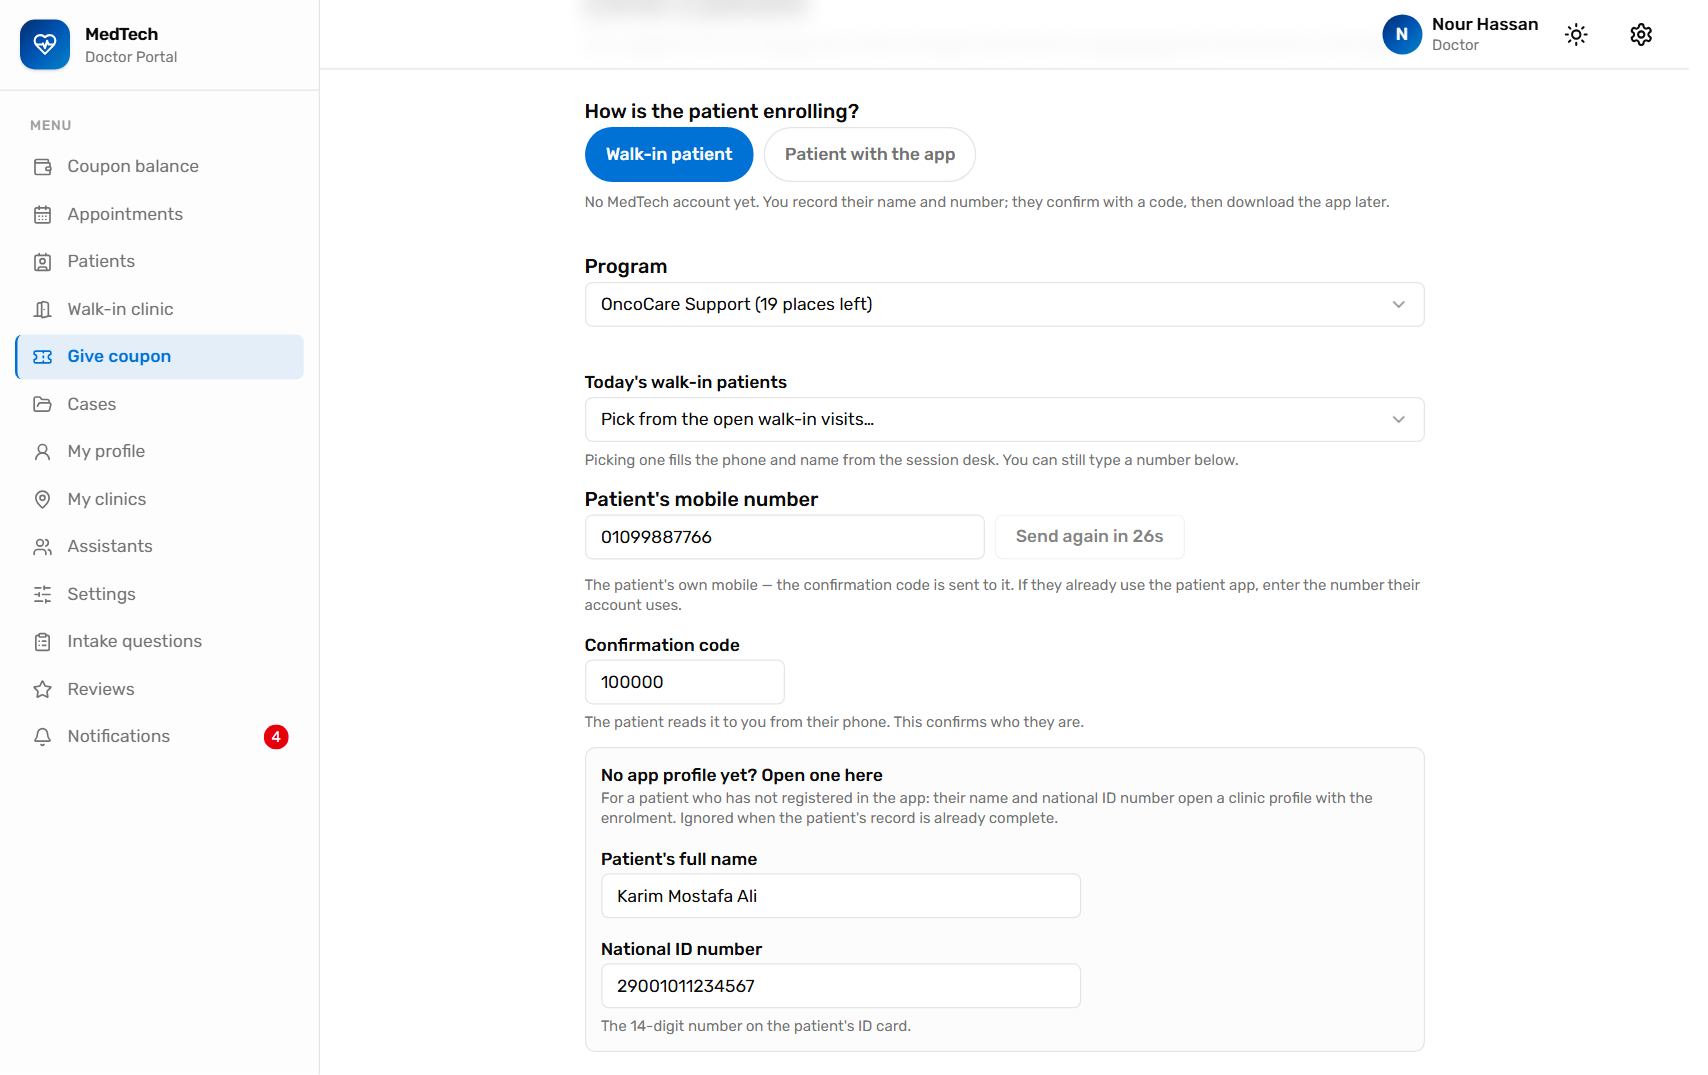 MedTech
Doctor Portal
MENU
Coupon balance
Appointments
Patients
Walk-in clinic
Give coupon
Cases
My profile
My clinics
Assistants
Settings
Intake questions
Reviews
Notifications
4
N
Nour Hassan
Doctor
How is the patient enrolling?
Walk-in patient
Patient with the app
No MedTech account yet. You record their name and number; they confirm with a code, then download the app later.
Program
OncoCare Support (19 places left)
Today's walk-in patients
Pick from the open walk-in visits...
Picking one fills the phone and name from the session desk. You can still type a number below.
Patient's mobile number
01099887766
Send again in 26s
The patient's own mobile — the confirmation code is sent to it. If they already use the patient app, enter the number their
account uses.
Confirmation code
100000
The patient reads it to you from their phone. This confirms who they are.
No app profile yet? Open one here
For a patient who has not registered in the app: their name and national ID number open a clinic profile with the
enrolment. Ignored when the patient's record is already complete.
Patient's full name
Karim Mostafa Ali
National ID number
29001011234567
The 14-digit number on the patient's ID card.